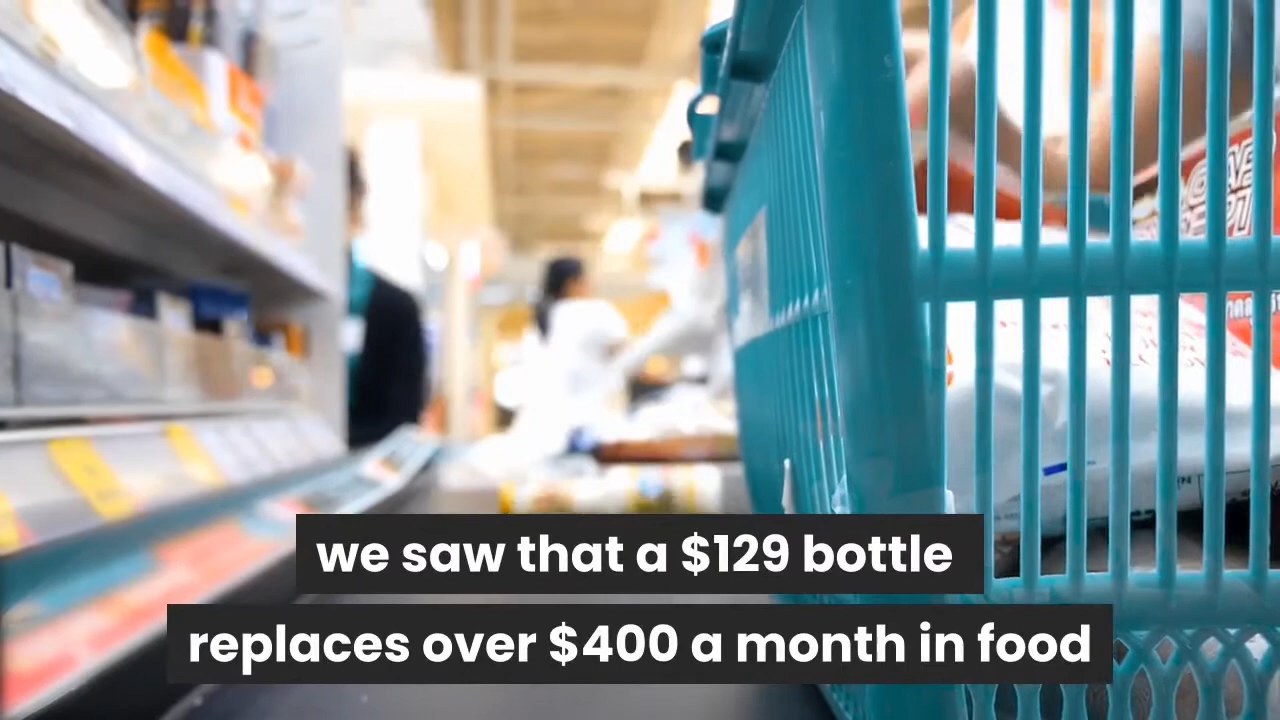 we saw that a $129 bottle
replaces over $400 a month in food